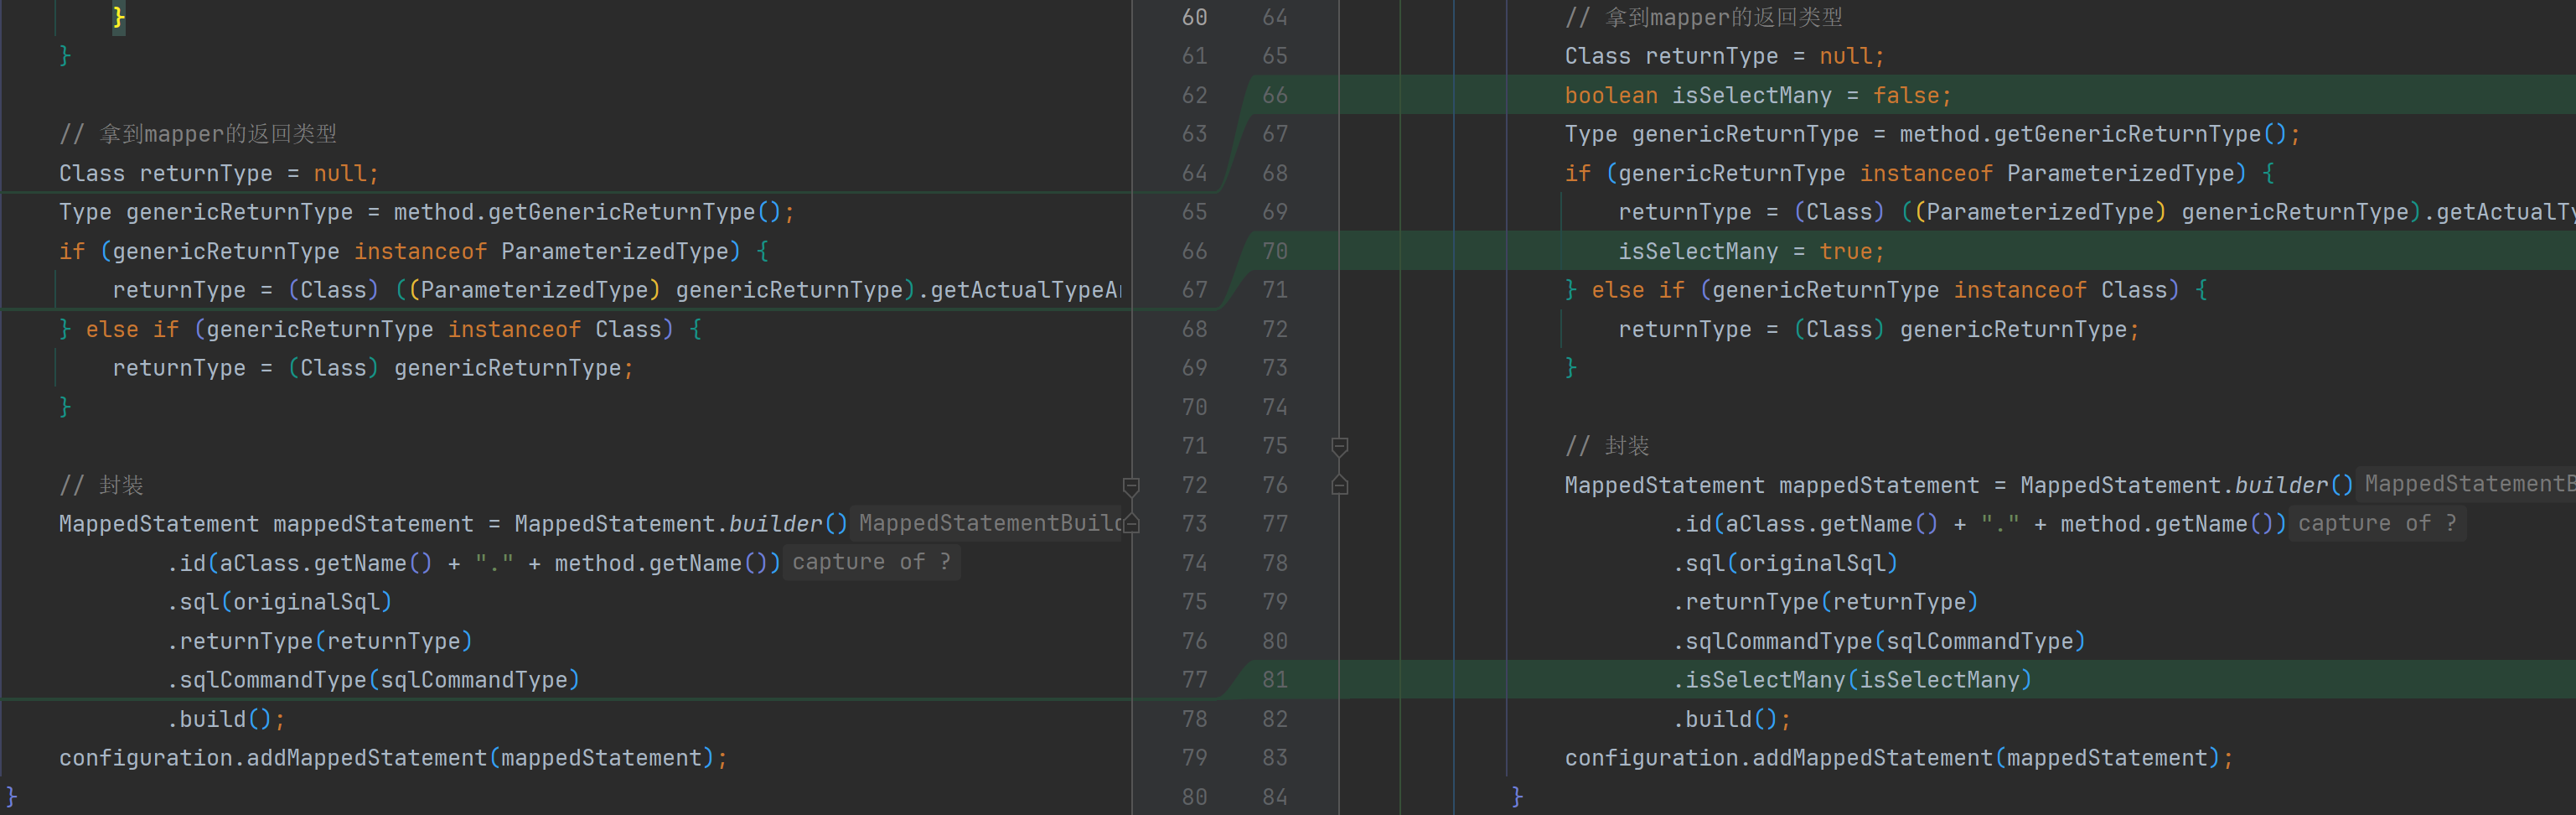 }
}
// 拿到mapper的返回类型
Class returnType = null;
Type genericReturnType = method.getGenericReturnType();
if (genericReturnType instanceof ParameterizedType) {
returnType = (Class) ((ParameterizedType) genericReturnType).getActualTypeAr
} else if (genericReturnType instanceof Class) {
returnType = (Class) genericReturnType;
}
// 封装
MappedStatement mappedStatement = MappedStatement.builder() MappedStatementBuild
.id(aClass.getName() + "." + method.getName()) capture of ?
.sql(originalSql)
.returnType(returnType)
.sqlCommandType(sqlCommandType)
.build();
configuration.addMappedStatement(mappedStatement);
}
60 64
61 65
62 66
63 67
64 68
65 69
66 70
67 71
68 72
69 73
70 74
71 75
72 76
73 77
74 78
75 79
76 80
77 81
78 82
79 83
80 84
// 拿到mapper的返回类型
Class returnType = null;
boolean isSelectMany = false;
Type genericReturnType = method.getGenericReturnType();
if (genericReturnType instanceof ParameterizedType) {
returnType = (Class) ((ParameterizedType) genericReturnType).getActualTy
isSelectMany = true;
} else if (genericReturnType instanceof Class) {
returnType = (Class) genericReturnType;
}
// 封装
MappedStatement mappedStatement = MappedStatement.builder() MappedStatementB
.id(aClass.getName() + "." + method.getName()) capture of ?
.sql(originalSql)
.returnType(returnType)
.sqlCommandType(sqlCommandType)
.isSelectMany(isSelectMany)
.build();
configuration.addMappedStatement(mappedStatement);
}